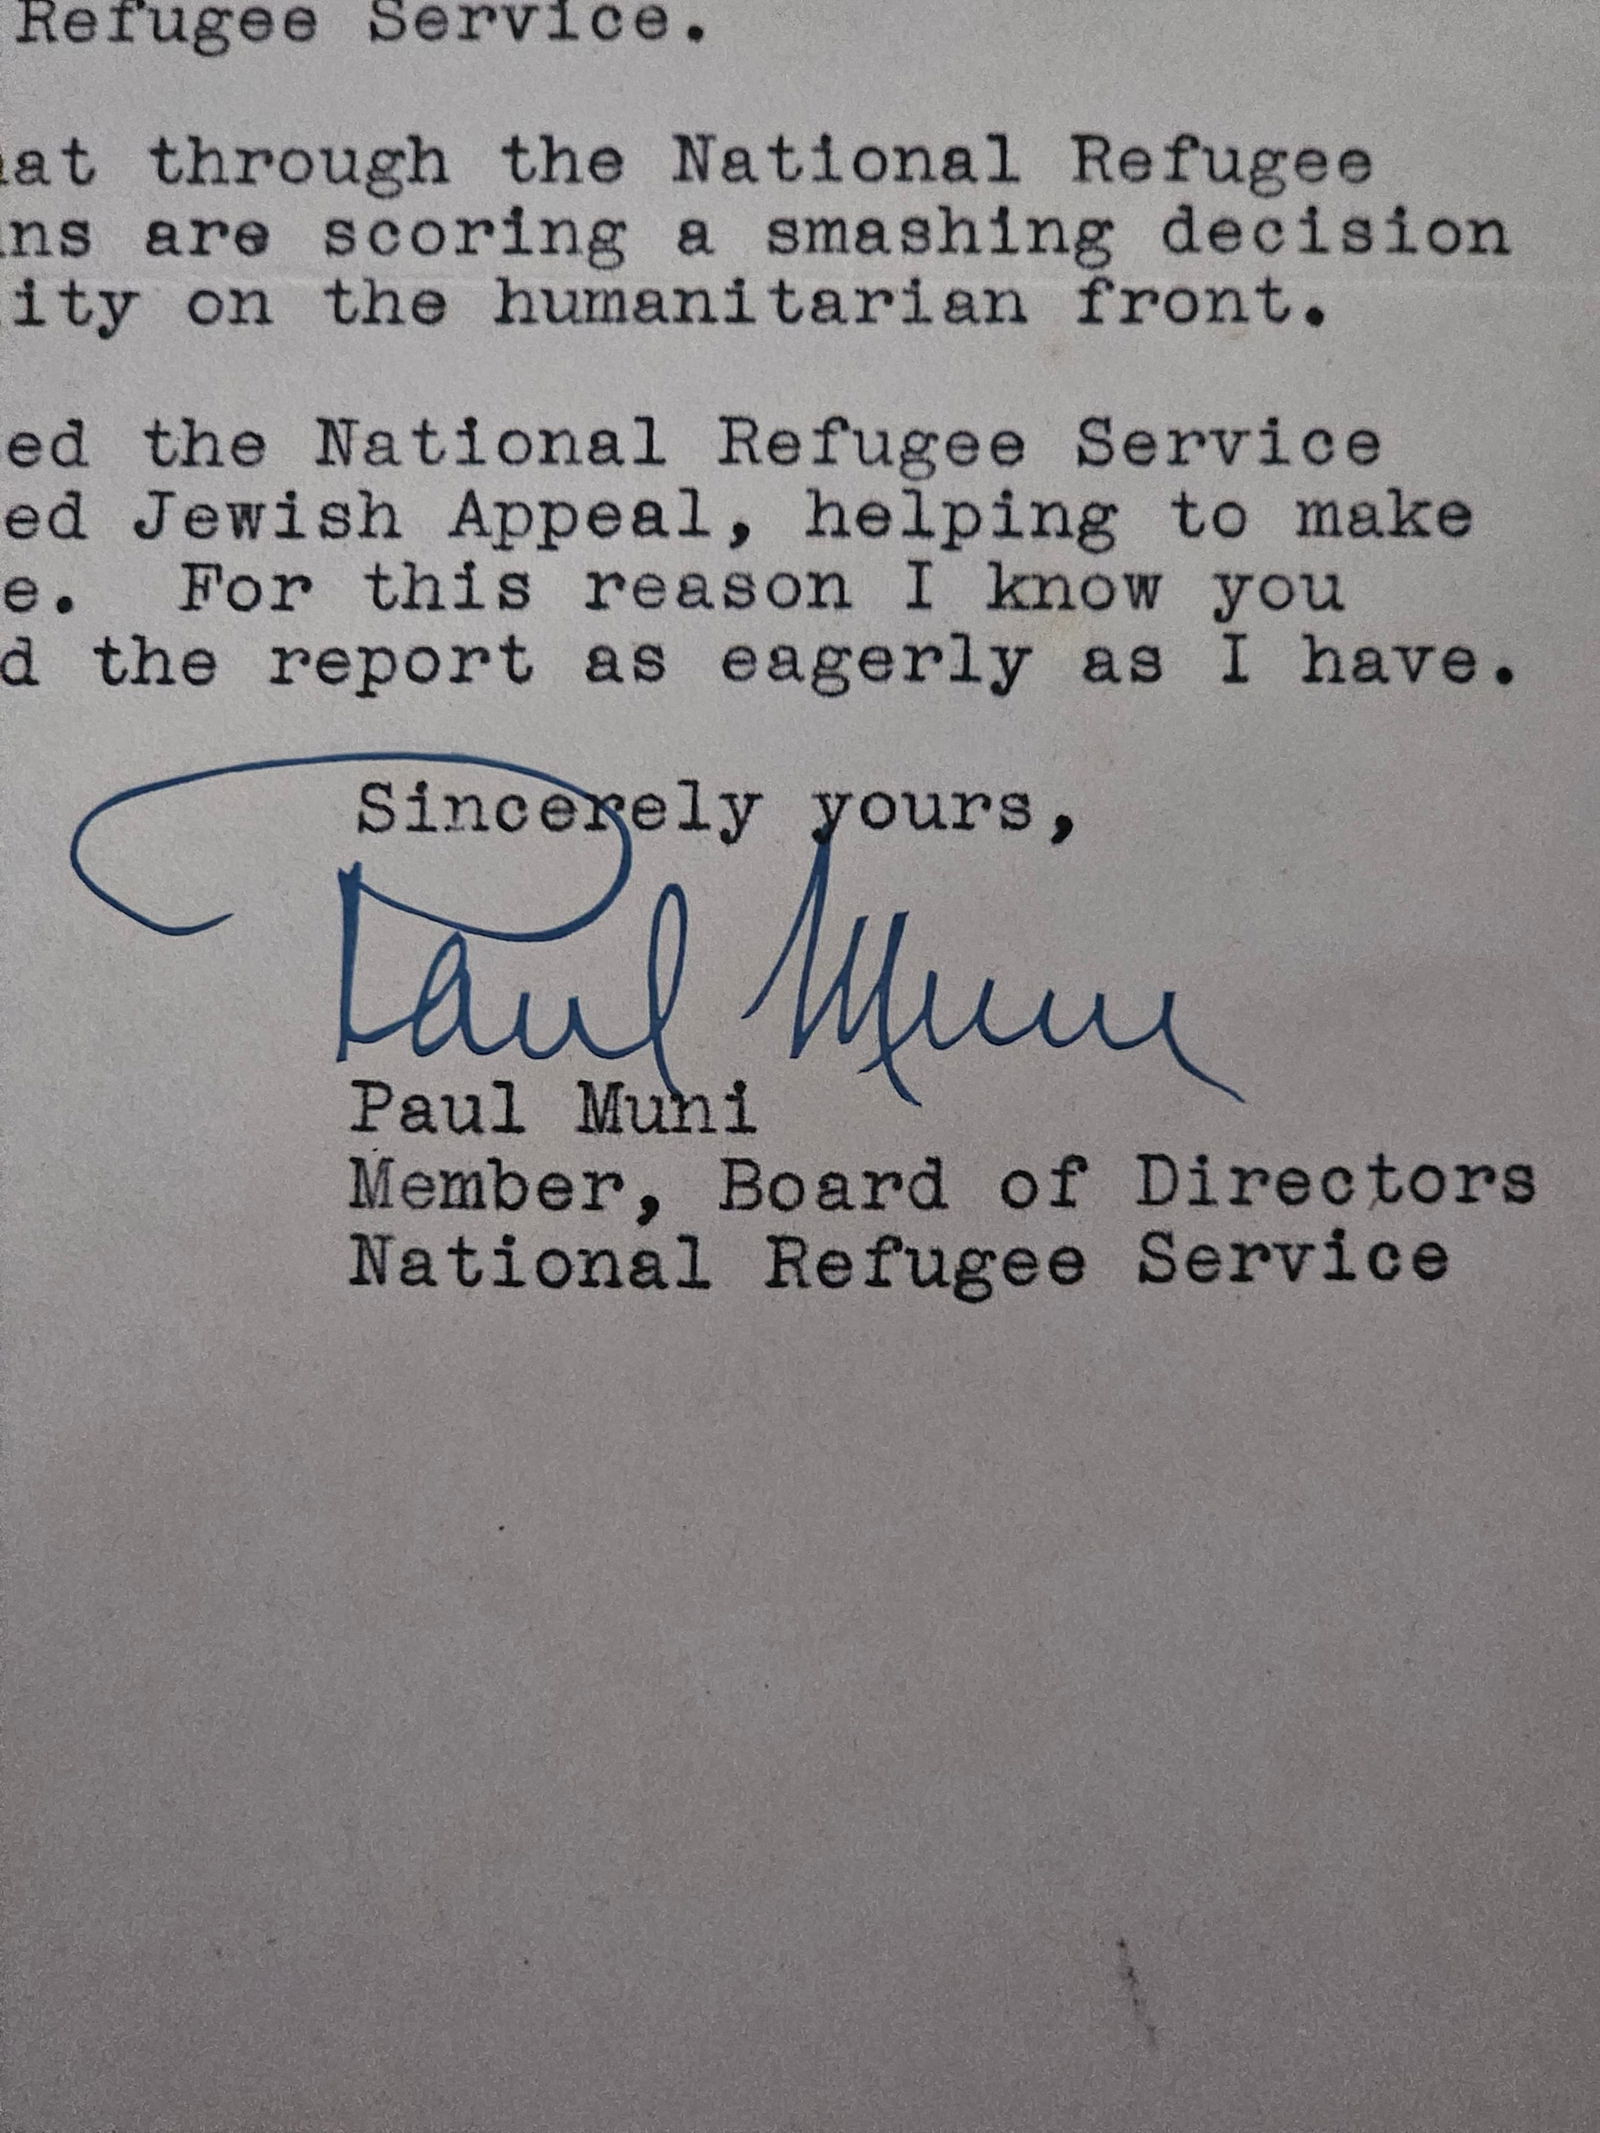 Refugee Service.
at through the National Refugee
ns are scoring a smashing decision
ity on the humanitarian front.
ed the National Refugee Service
ed Jewish Appeal, helping to make
e. For this reason I know you
d the report as eagerly as I have.
Sincerely yours,
Paul Muni
Paul Muni
Member, Board of Directors
National Refugee Service